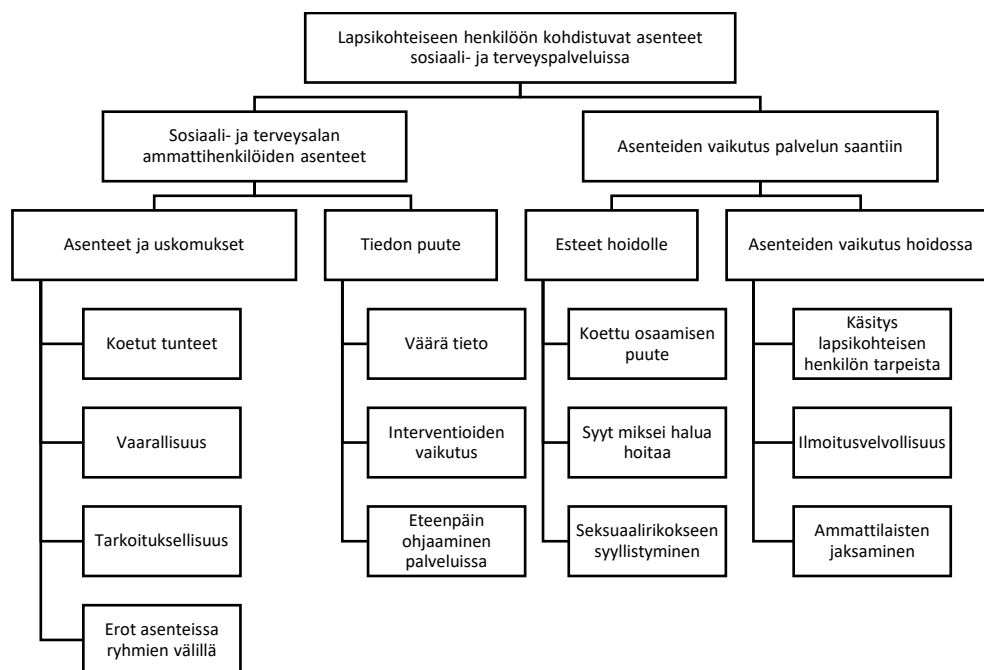 Lapsikohteiseen henkilöön kohdistuvat asenteet
sosiaali- ja terveyspalveluissa
Sosiaali- ja terveysalan
ammattihenkilöiden asenteet
Asenteiden vaikutus palvelun saantiin
Asenteet ja uskomukset
Tiedon puute
Esteet hoidolle
Asenteiden vaikutus hoidossa
Koetut tunteet
Vaarallisuus
Tarkoituksellisuus
Erot asenteissa
ryhmien välillä
Väärä tieto
Interventioiden
vaikutus
Eteenpäin
ohjaaminen
palveluissa
Koettu osaamisen
puute
Syyt miksei halua
hoitaa
Seksuaalirikokseen
syyllistyminen
Käsitys
lapsikohteisen
henkilön tarpeista
Ilmoitusvelvollisuus
Ammattilaisten
jaksaminen